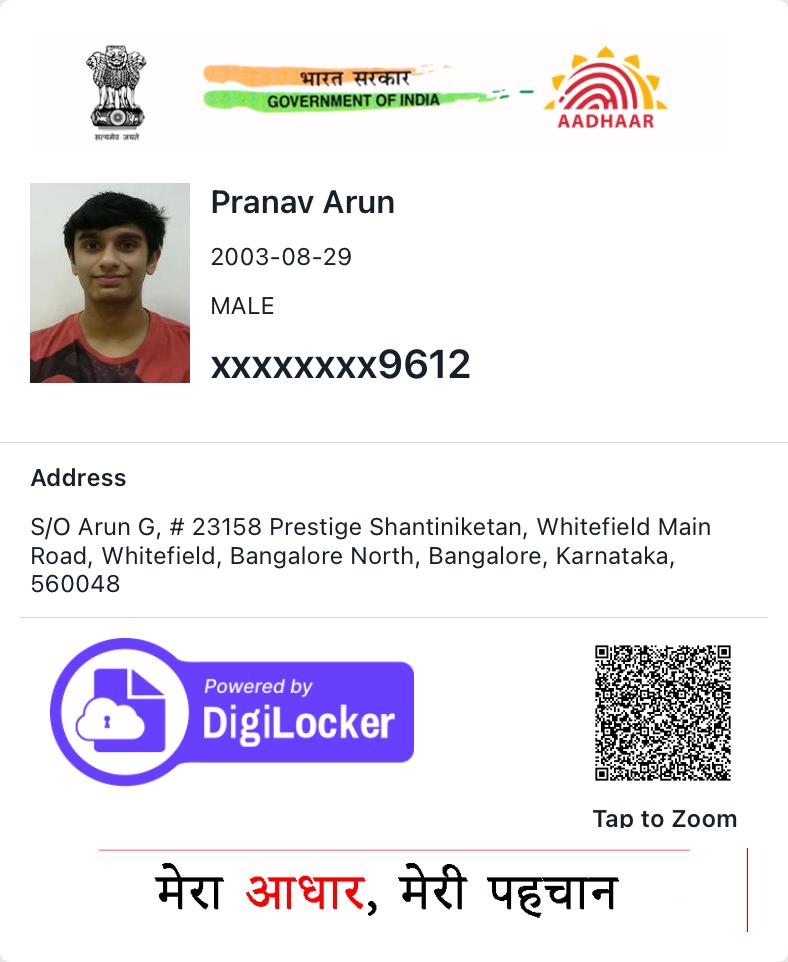 सत्यमेव जयते
भारत सरकार
GOVERNMENT OF INDIA
AADHAAR
Pranav Arun
2003-08-29
MALE
xxxxxxxx9612
Address
S/O Arun G, # 23158 Prestige Shantiniketan, Whitefield Main
Road, Whitefield, Bangalore North, Bangalore, Karnataka,
560048
Powered by
DigiLocker
Tap to Zoom
मेरा आधार, मेरी पहचान